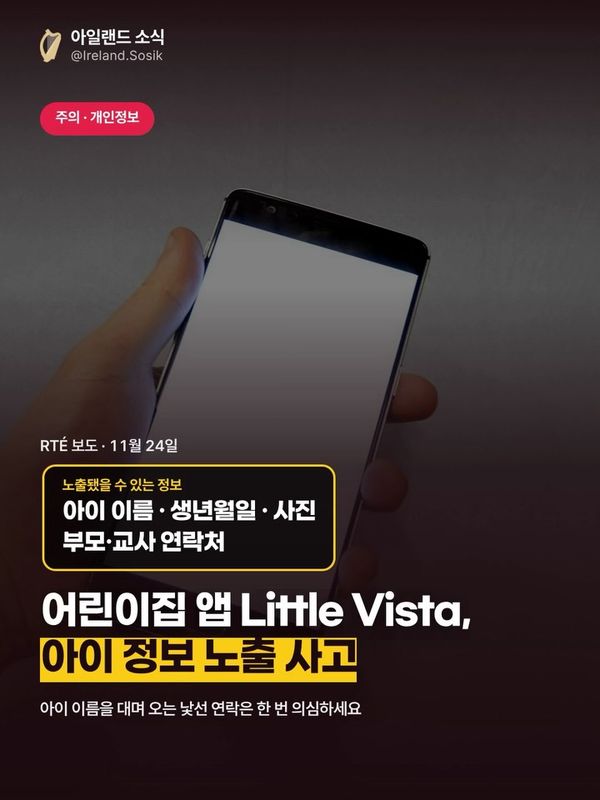 아일랜드 소식
@Ireland.Sosik
주의 · 개인정보
RTÉ 보도 · 11월 24일
노출됐을 수 있는 정보
아이 이름 · 생년월일 · 사진
부모·교사 연락처
어린이집 앱 Little Vista,
아이 정보 노출 사고
아이 이름을 대며 오는 낯선 연락은 한 번 의심하세요